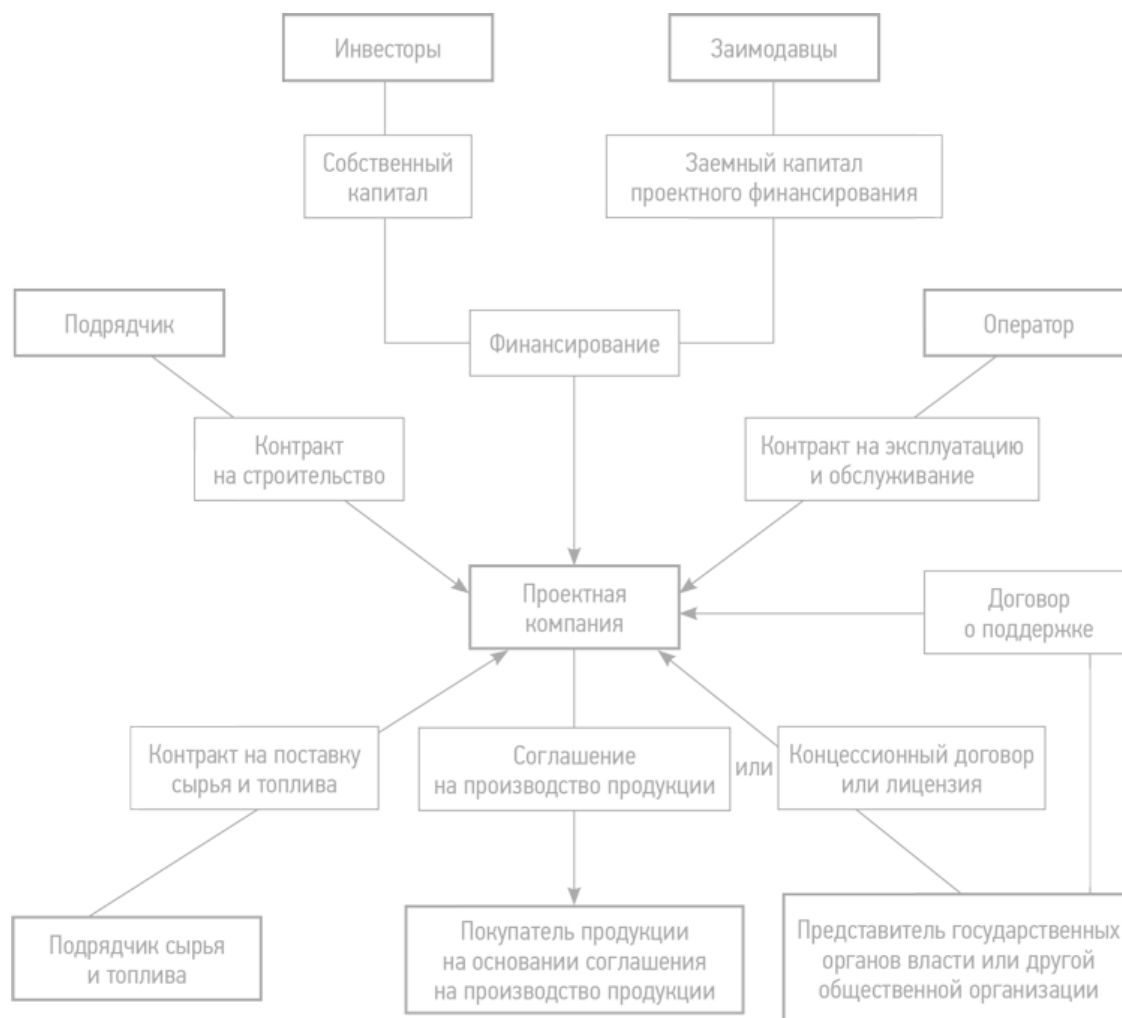 Инвесторы
Заимодавцы
Собственный
капитал
Заемный капитал
проектного финансирования
Подрядчик
Финансирование
Оператор
Контракт
на строительство
Контракт на эксплуатацию
и обслуживание
Проектная
компания
Договор
о поддержке
Контракт на поставку
сырья и топлива
Соглашение
на производство продукции
или
Концессионный договор
или лицензия
Подрядчик сырья
и топлива
Покупатель продукции
на основании соглашения
на производство продукции
Представитель государственных
органов власти или другой
общественной организации